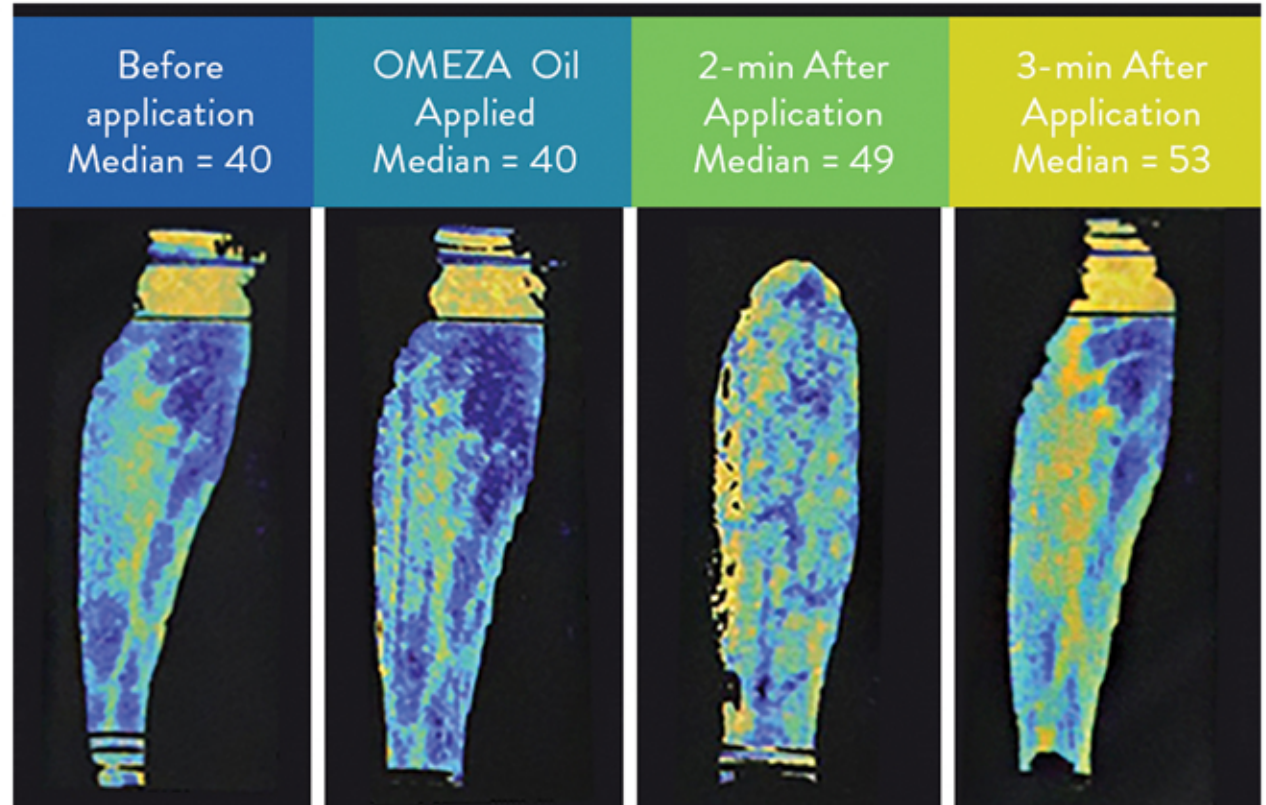 Before
application
Median = 40
OMEZA Oil
Applied
Median = 40
2-min After
Application
Median = 49
3-min After
Application
Median = 53